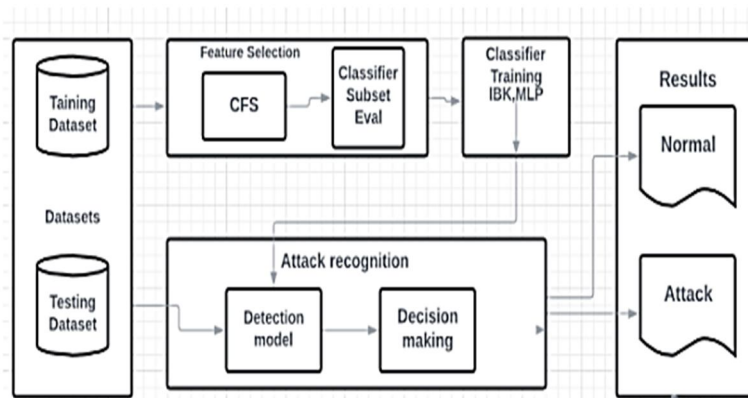 Taining
Dataset
Datasets
Testing
Dataset
Feature Selection
CFS
Classifier
Subset
Eval
Classifier
Training
IBK,MLP
Attack recognition
Detection
model
Decision
making
Results
Normal
Attack